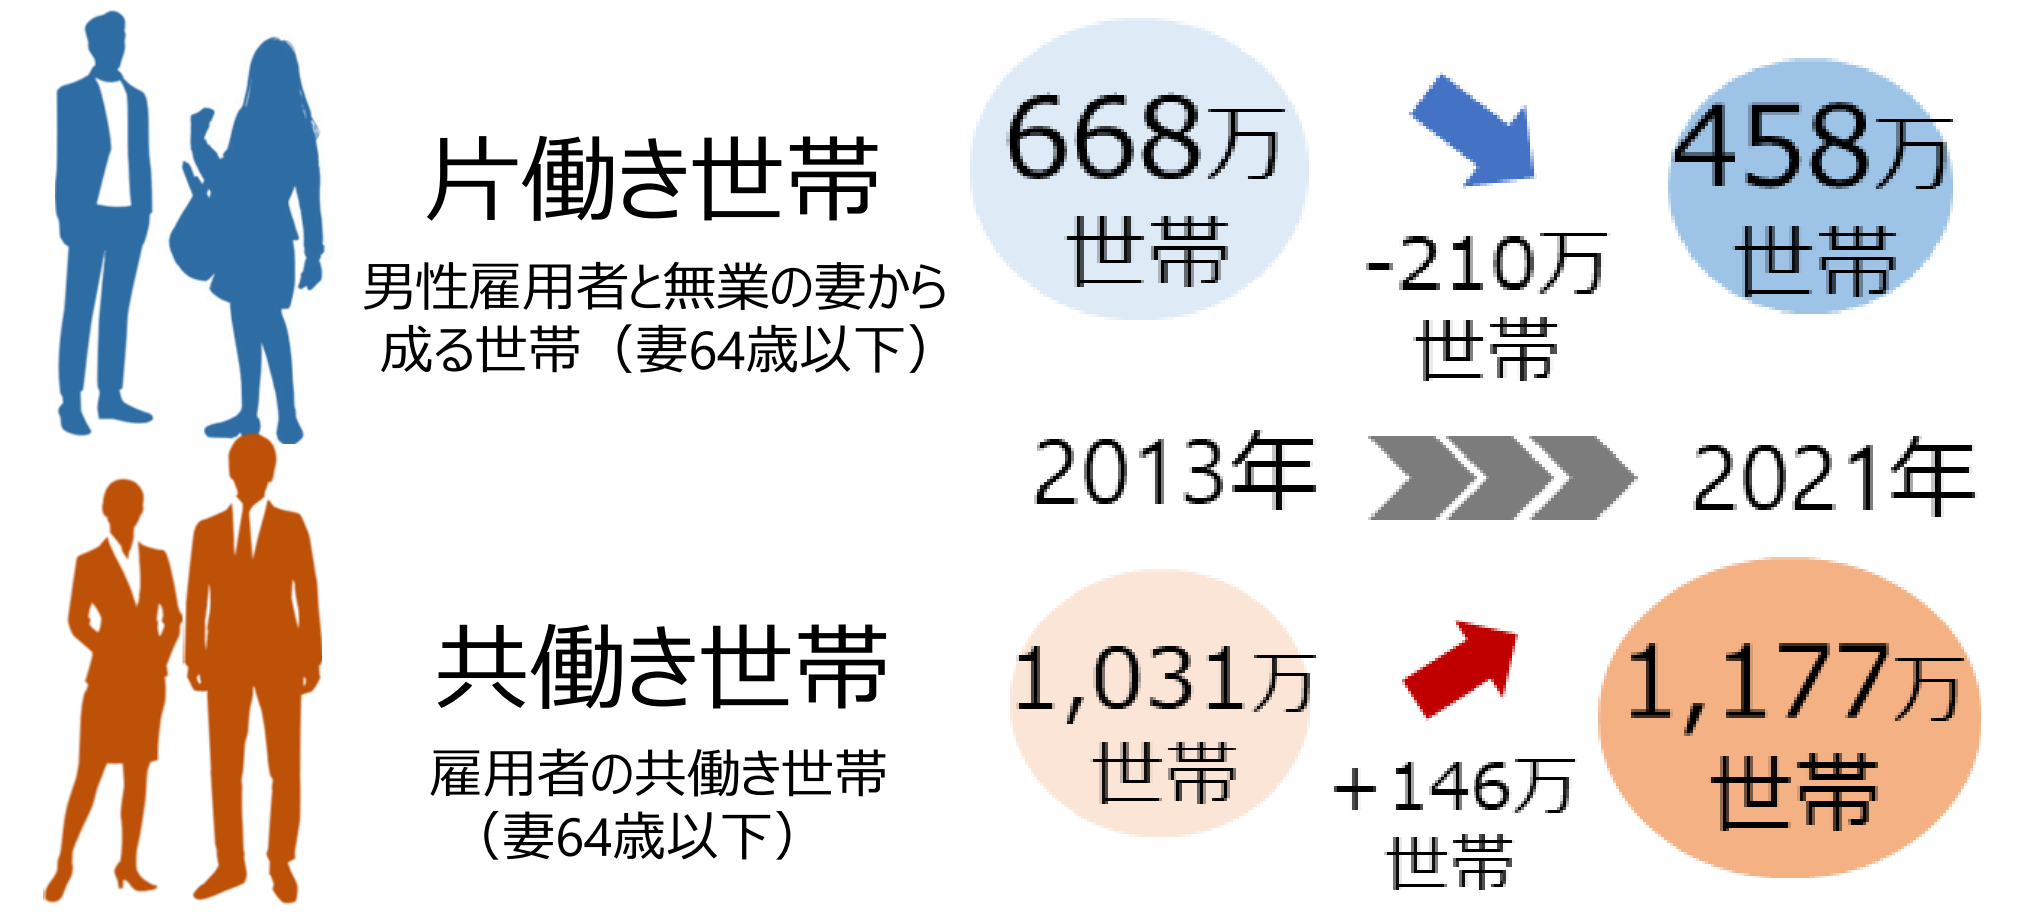 片働き世帯
男性雇用者と無業の妻から
成る世帯（妻64歳以下）
668万
世帯
-210万
世帯
458万
世帯
2013年
2021年
共働き世帯
雇用者の共働き世帯
（妻64歳以下）
1,031万
世帯
+146万
世帯
1,177万
世帯